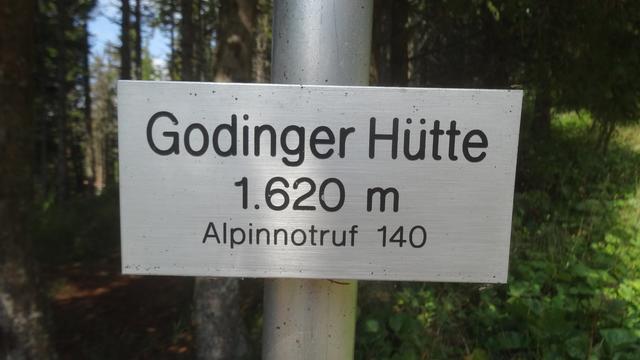 Godinger Hütte
1.620 m
Alpinnotruf 140